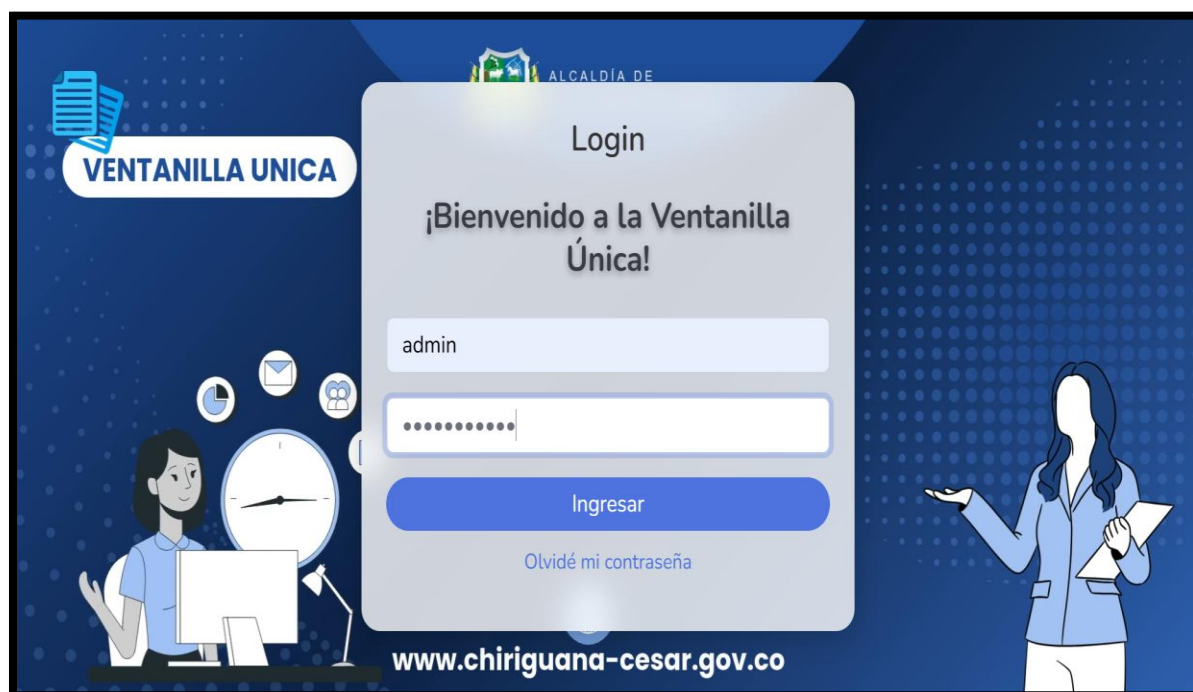 ALCALDÍA DE
VENTANILLA UNICA
Login
¡Bienvenido a la Ventanilla
Única!
admin
•••••••••••
Ingresar
Olvidé mi contraseña
www.chiriguana-cesar.gov.co